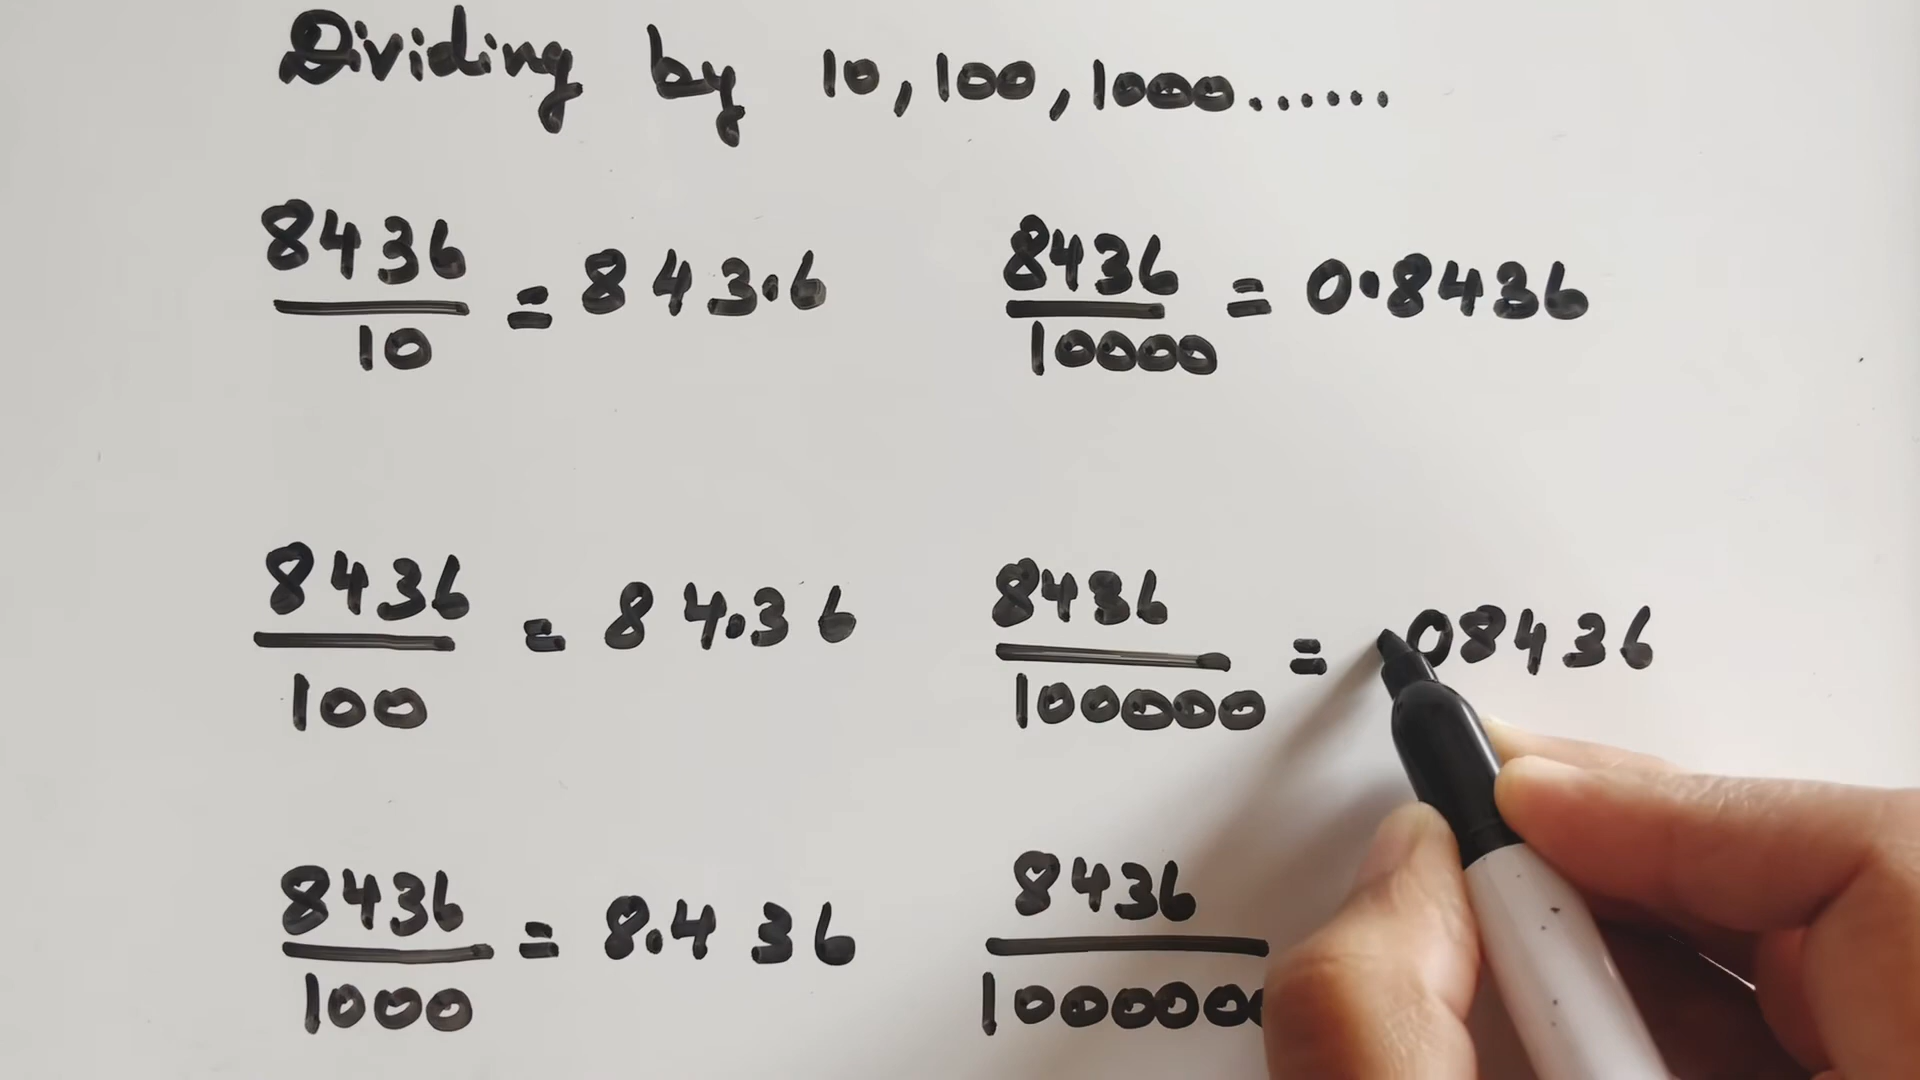 Dividing by 10, 100, 1000......
8436/10 = 843.6
8436/10000 = 0.8436
8436/100 = 84.36
8436/100000 = 08436
8436/1000 = 8.436
8436/1000000